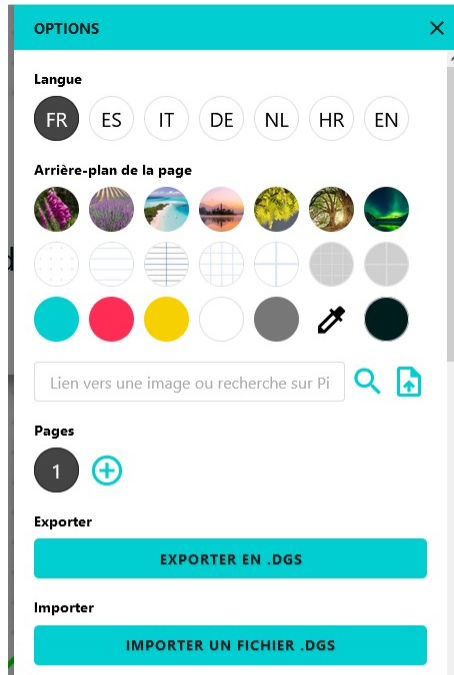 OPTIONS
Langue
FR ES IT DE NL HR EN
Arrière-plan de la page
Lien vers une image ou recherche sur Pi
Pages
1
Exporter
EXPORTER EN .DGS
Importer
IMPORTER UN FICHIER .DGS